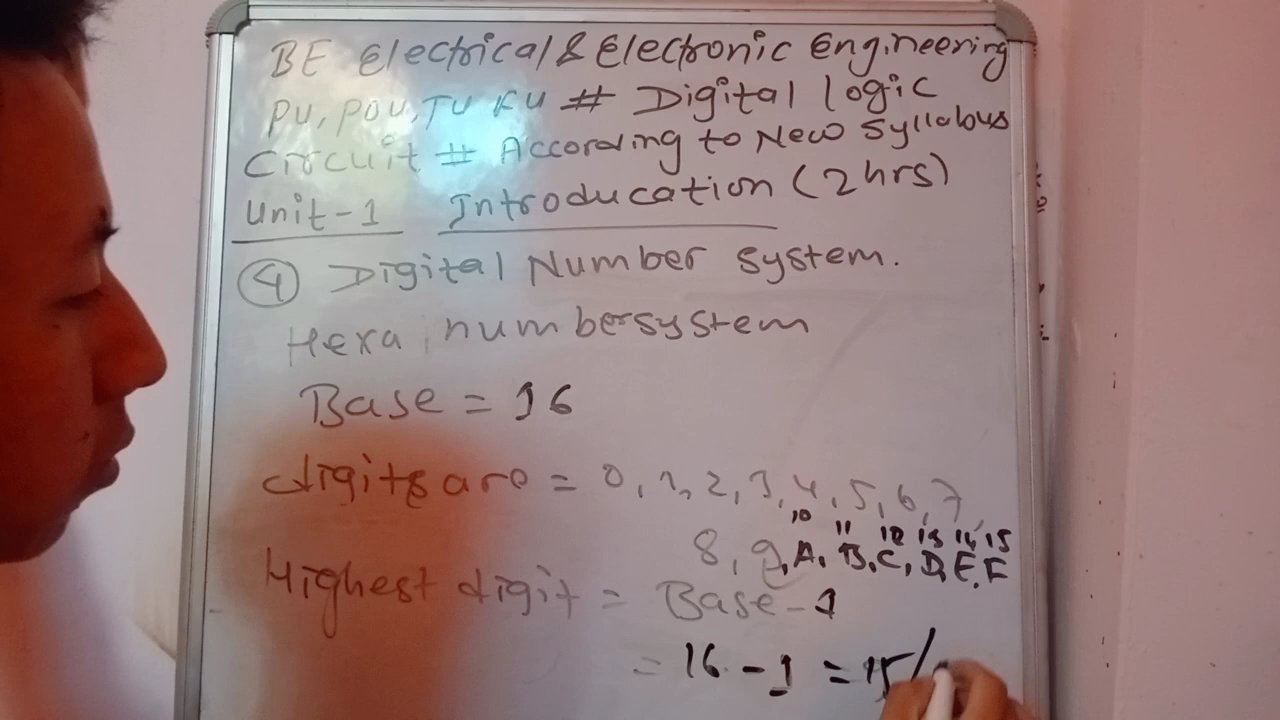 BE Electrical & Electronic Engineering
PU, POU, TU KU # Digital logic
Circuit # According to New Syllabus
Unit-1 Introducation (2 hrs)
④ Digital Number system.
Hexa number system
Base = 16
digits are = 0, 1, 2, 3, 4, 5, 6, 7,
10 11 12 13 14 15
8, 9, A, B, C, D, E, F
Highest digit = Base - 1
= 16 - 1 = 15/